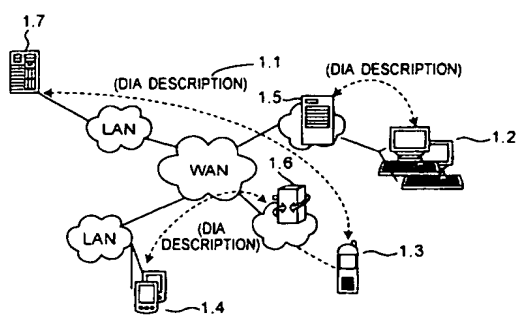 1.7
1.1
(DIA DESCRIPTION)
(DIA DESCRIPTION)
1.5
LAN
1.2
WAN
1.6
LAN
(DIA
DESCRIPTION)
1.3
1.4